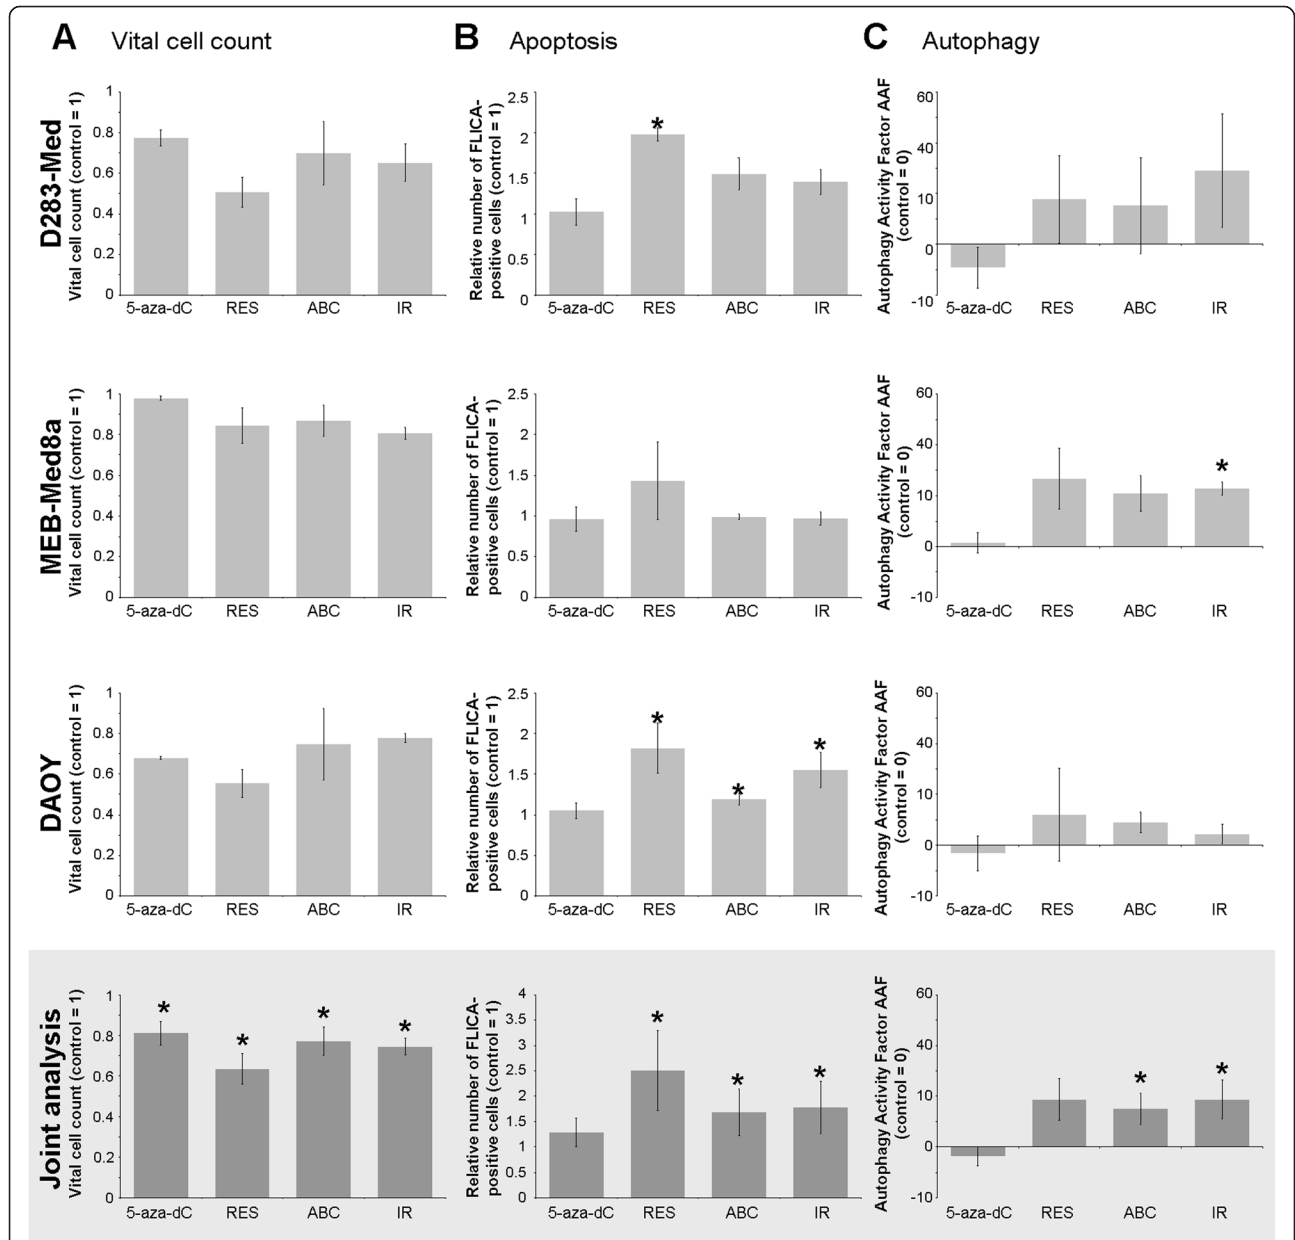 A Vital cell count
B Apoptosis
C Autophagy
D283-Med
Vital cell count (control = 1)
1
0.8
0.6
0.4
0.2
0
5-aza-dC RES ABC IR
Relative number of FLICA-
positive cells (control = 1)
2.5
2
1.5
1
0.5
0
*
5-aza-dC RES ABC IR
Autophagy Activity Factor AAF
(control = 0)
60
40
10
0
-10
5-aza-dC RES ABC IR
MEB-Med8a
Vital cell count (control = 1)
1
0.8
0.6
0.4
0.2
0
5-aza-dC RES ABC IR
Relative number of FLICA-
positive cells (control = 1)
2.5
2
1.5
1
0.5
0
5-aza-dC RES ABC IR
Autophagy Activity Factor AAF
(control = 0)
60
40
10
0
-10
*
5-aza-dC RES ABC IR
DAOY
Vital cell count (control = 1)
1
0.8
0.6
0.4
0.2
0
5-aza-dC RES ABC IR
Relative number of FLICA-
positive cells (control = 1)
2.5
2
1.5
1
0.5
0
* * *
5-aza-dC RES ABC IR
Autophagy Activity Factor AAF
(control = 0)
60
40
10
0
-10
5-aza-dC RES ABC IR
Joint analysis
Vital cell count (control = 1)
1
0.8
0.6
0.4
0.2
0
* * * *
5-aza-dC RES ABC IR
Relative number of FLICA-
positive cells (control = 1)
4
3.5
3
2.5
2
1.5
1
0.5
0
* * *
5-aza-dC RES ABC IR
Autophagy Activity Factor AAF
(control = 0)
60
40
10
0
-10
* *
5-aza-dC RES ABC IR